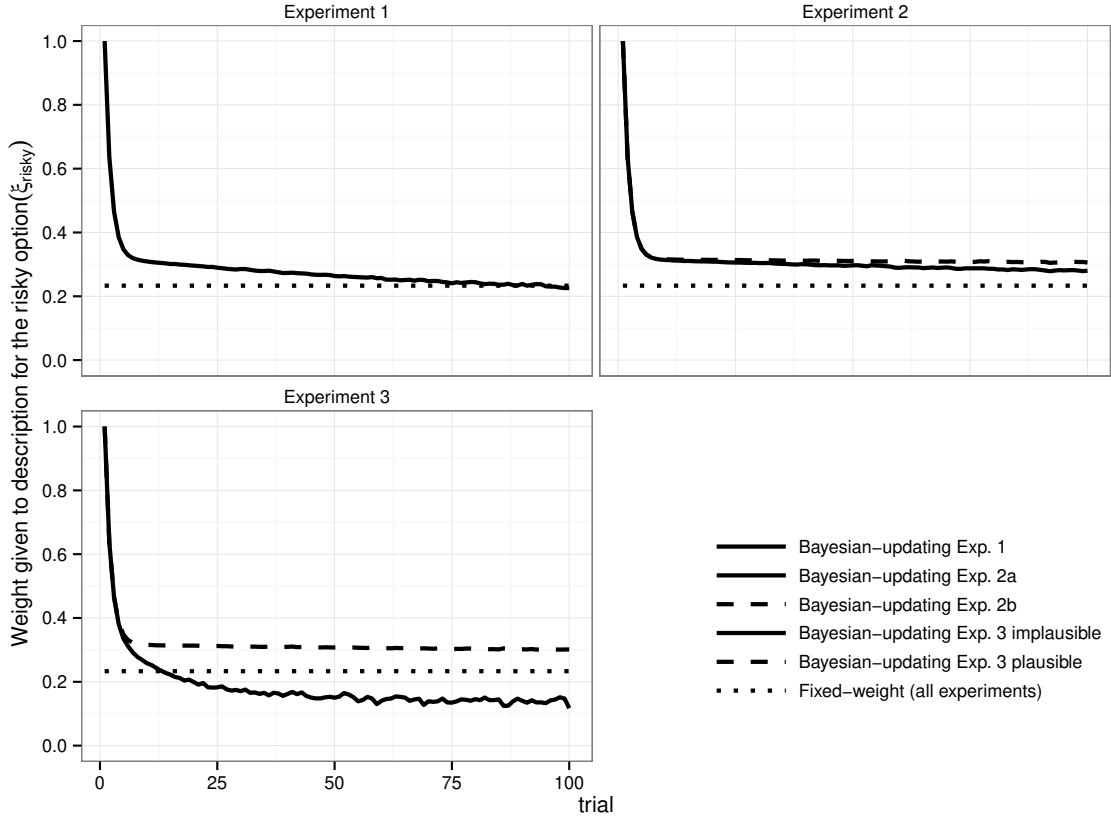 Experiment 1
Experiment 2
1.0
0.8
0.6
0.4
0.2
0.0
Experiment 3
1.0
0.8
0.6
0.4
0.2
0.0
0
25
50
75
100
trial
Weight given to description for the risky option(ξrisky)
Bayesian−updating Exp. 1
Bayesian−updating Exp. 2a
Bayesian−updating Exp. 2b
Bayesian−updating Exp. 3 implausible
Bayesian−updating Exp. 3 plausible
Fixed−weight (all experiments)